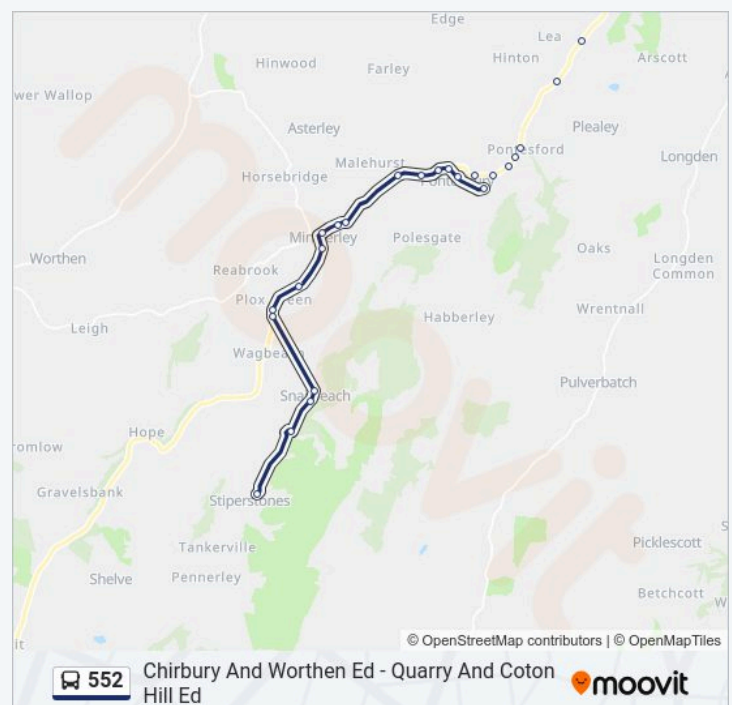 Edge
Lea
Hinton
Arscott
Hinwood
Farley
wer Wallop
Asterley
Plealey
Malehurst
Pontesford
Longden
Horsebridge
Minsterley
Polesgate
Oaks
Worthen
Longden
Common
Reabrook
Plox Green
Wrentnall
Leigh
Habberley
Wagbeach
Pulverbatch
Snailbeach
Hope
romlow
Gravelsbank
Stiperstones
Tankerville
Picklescott
Shelve
Pennerley
Betchcott
W
it
© OpenStreetMap contributors | © OpenMapTiles
552
Chirbury And Worthen Ed - Quarry And Coton
Hill Ed
moovit